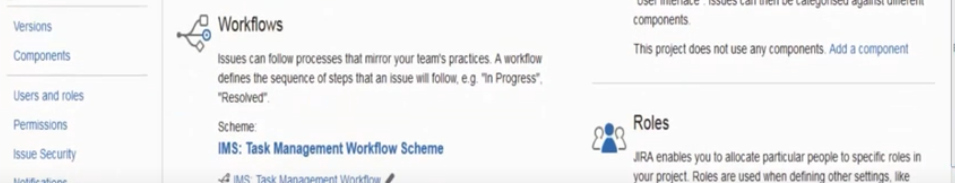 Versions
Components
Users and roles
Permissions
Issue Security
Notifications
Workflows
Issues can follow processes that mirror your team's practices. A workflow
defines the sequence of steps that an issue will follow, e.g. "In Progress",
"Resolved".
Scheme:
IMS: Task Management Workflow Scheme
IMS: Task Management Workflow
"User Interface". Issues can then be categorised against different
components.
This project does not use any components. Add a component
Roles
JIRA enables you to allocate particular people to specific roles in
your project. Roles are used when defining other settings, like